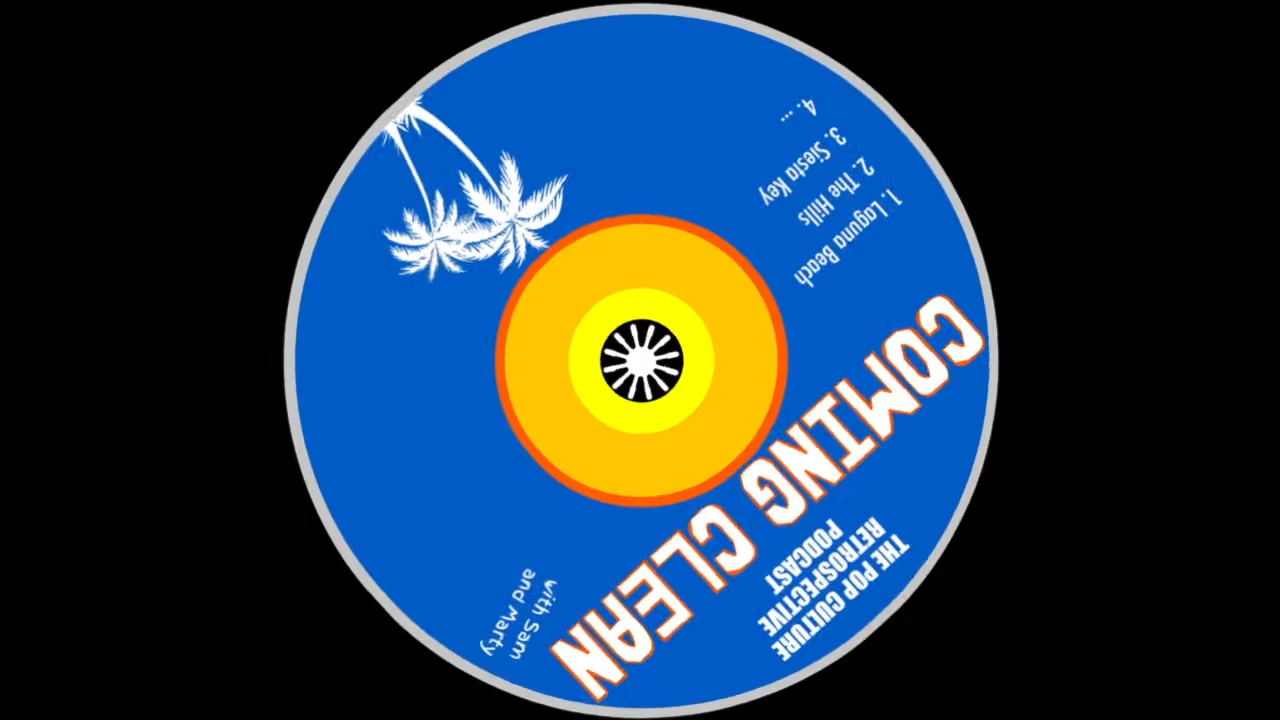 COMING CLEAN
THE POP CULTURE
RETROSPECTIVE
PODCAST
1. Laguna Beach
2. The Hills
3. Siesta Key
4. ...
with Sam
and Marty